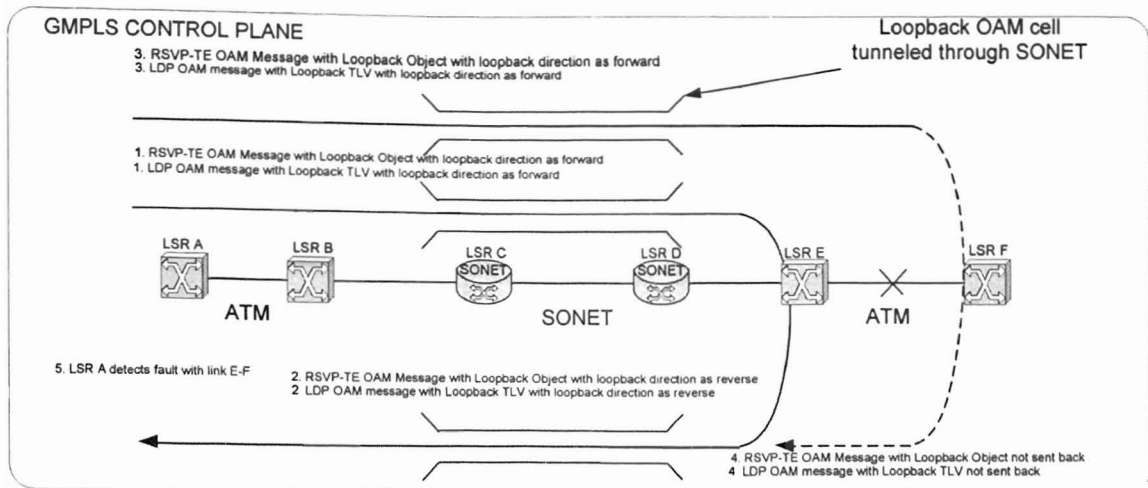 GMPLS CONTROL PLANE
Loopback OAM cell
tunneled through SONET
3. RSVP-TE OAM Message with Loopback Object with loopback direction as forward
3. LDP OAM message with Loopback TLV with loopback direction as forward
1. RSVP-TE OAM Message with Loopback Object with loopback direction as forward
1. LDP OAM message with Loopback TLV with loopback direction as forward
LSR A
LSR B
LSR C
SONET
LSR D
SONET
LSR E
LSR F
ATM
SONET
ATM
5. LSR A detects fault with link E-F
2. RSVP-TE OAM Message with Loopback Object with loopback direction as reverse
2 LDP OAM message with Loopback TLV with loopback direction as reverse
4. RSVP-TE OAM Message with Loopback Object not sent back
4 LDP OAM message with Loopback TLV not sent back